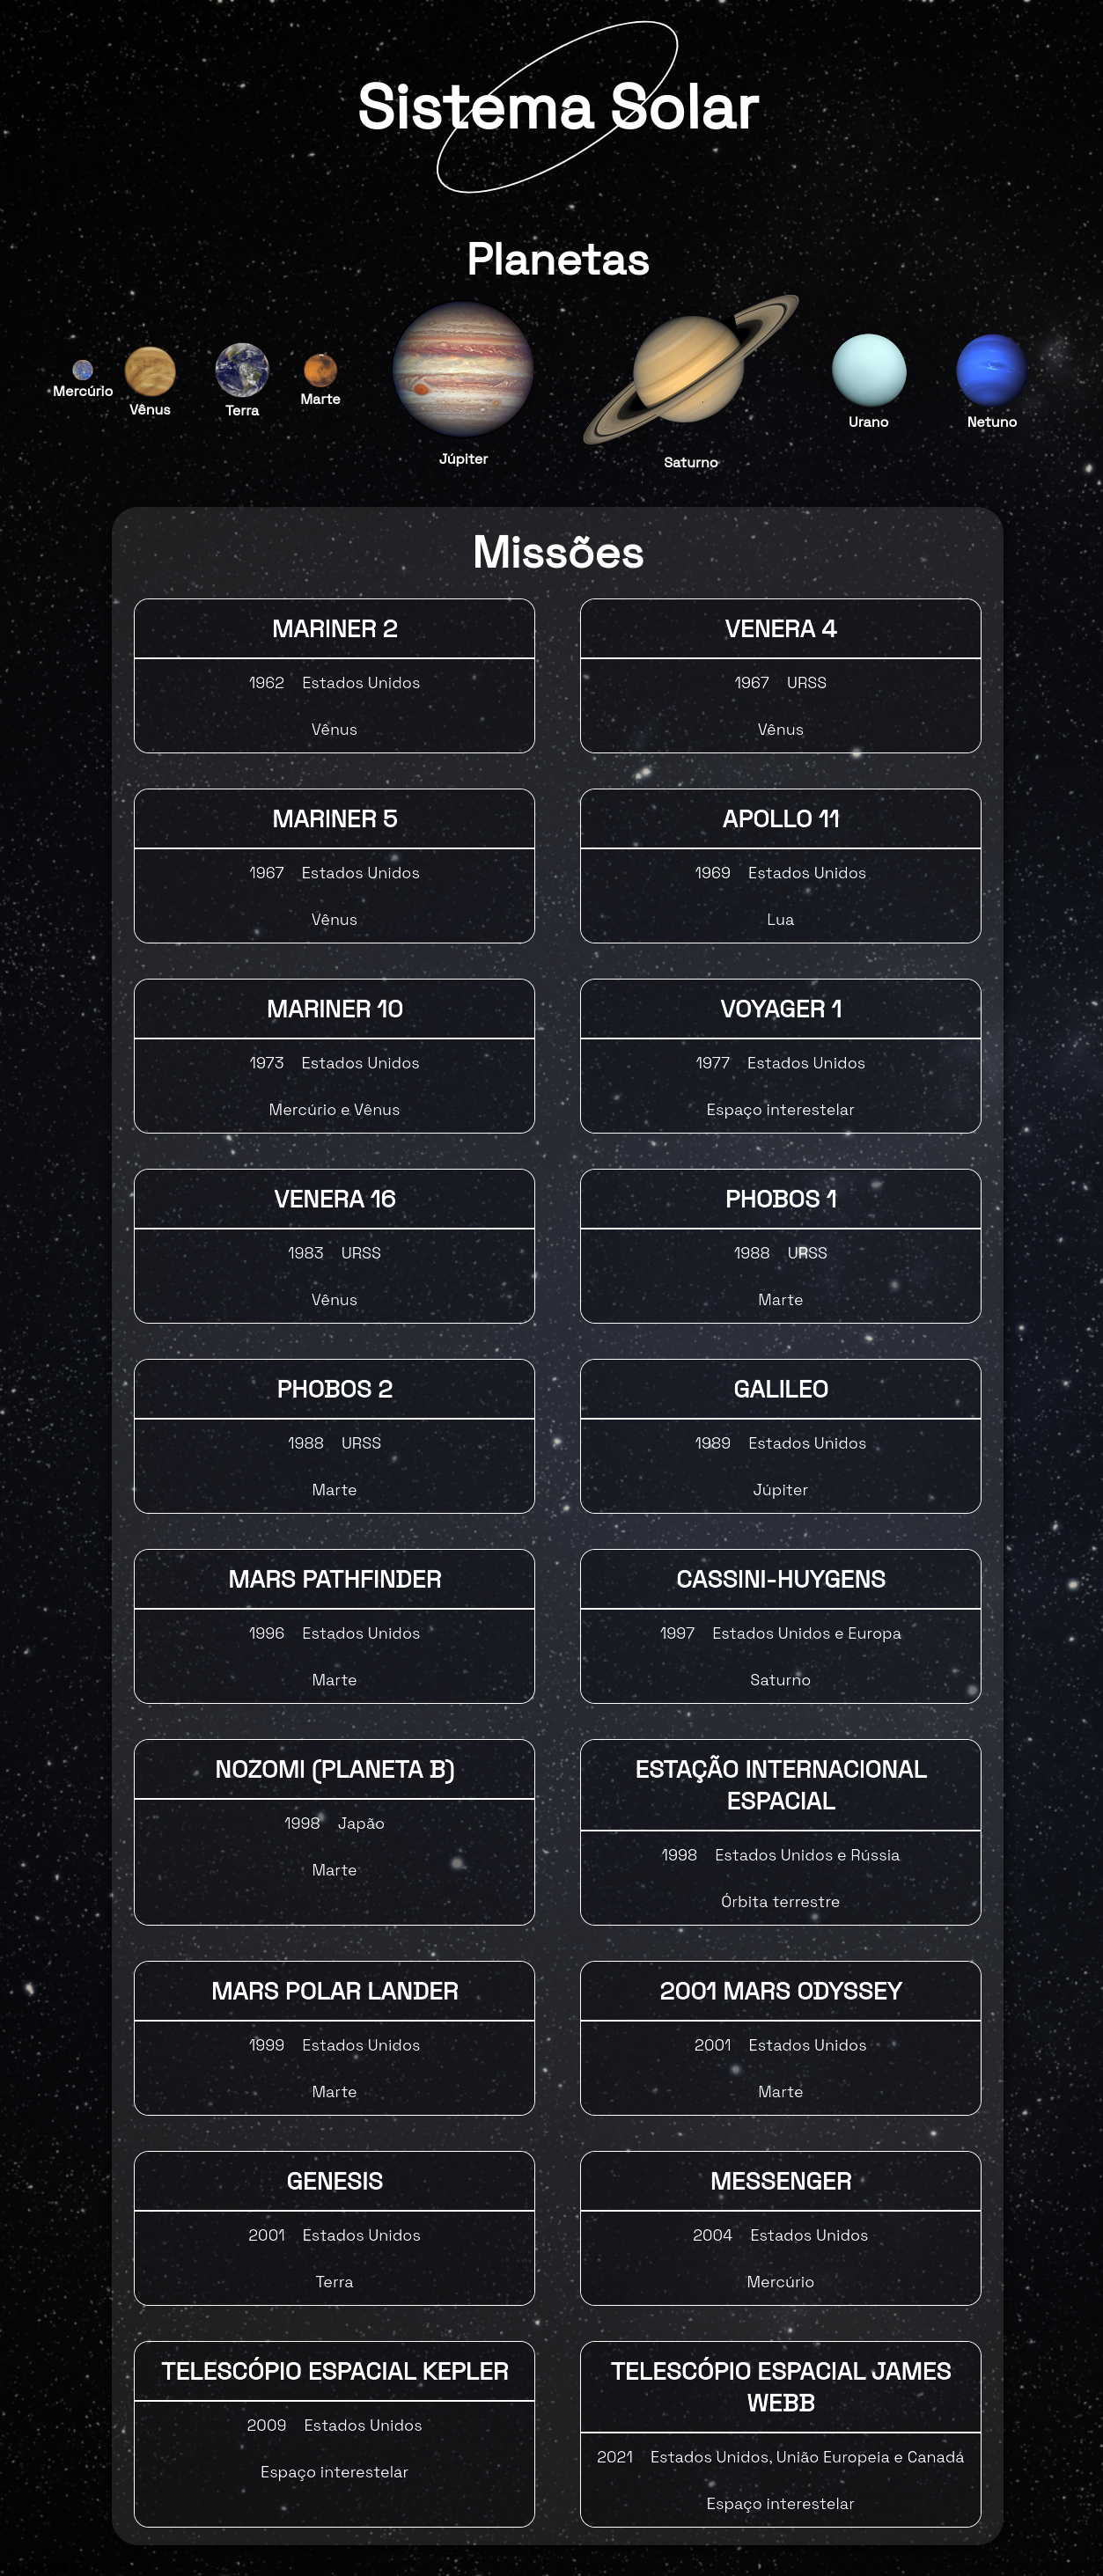 Sistema Solar
Planetas
Mercúrio
Vênus
Terra
Marte
Júpiter
Saturno
Urano
Netuno
Missões
MARINER 2
1962 Estados Unidos
Vênus
VENERA 4
1967 URSS
Vênus
MARINER 5
1967 Estados Unidos
Vênus
APOLLO 11
1969 Estados Unidos
Lua
MARINER 10
1973 Estados Unidos
Mercúrio e Vênus
VOYAGER 1
1977 Estados Unidos
Espaço interestelar
VENERA 16
1983 URSS
Vênus
PHOBOS 1
1988 URSS
Marte
PHOBOS 2
1988 URSS
Marte
GALILEO
1989 Estados Unidos
Júpiter
MARS PATHFINDER
1996 Estados Unidos
Marte
CASSINI-HUYGENS
1997 Estados Unidos e Europa
Saturno
NOZOMI (PLANETA B)
1998 Japão
Marte
ESTAÇÃO INTERNACIONAL
ESPACIAL
1998 Estados Unidos e Rússia
Órbita terrestre
MARS POLAR LANDER
1999 Estados Unidos
Marte
2001 MARS ODYSSEY
2001 Estados Unidos
Marte
GENESIS
2001 Estados Unidos
Terra
MESSENGER
2004 Estados Unidos
Mercúrio
TELESCÓPIO ESPACIAL KEPLER
2009 Estados Unidos
Espaço interestelar
TELESCÓPIO ESPACIAL JAMES
WEBB
2021 Estados Unidos, União Europeia e Canadá
Espaço interestelar